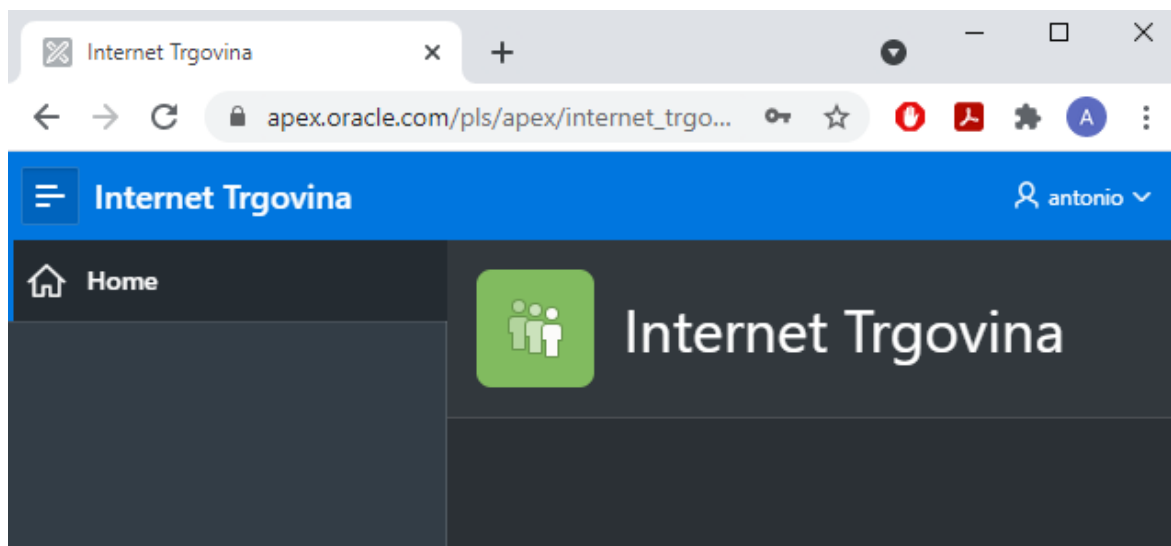 Internet Trgovina
apex.oracle.com/pls/apex/internet_trgo...
A
Internet Trgovina
antonio
Home
Internet Trgovina